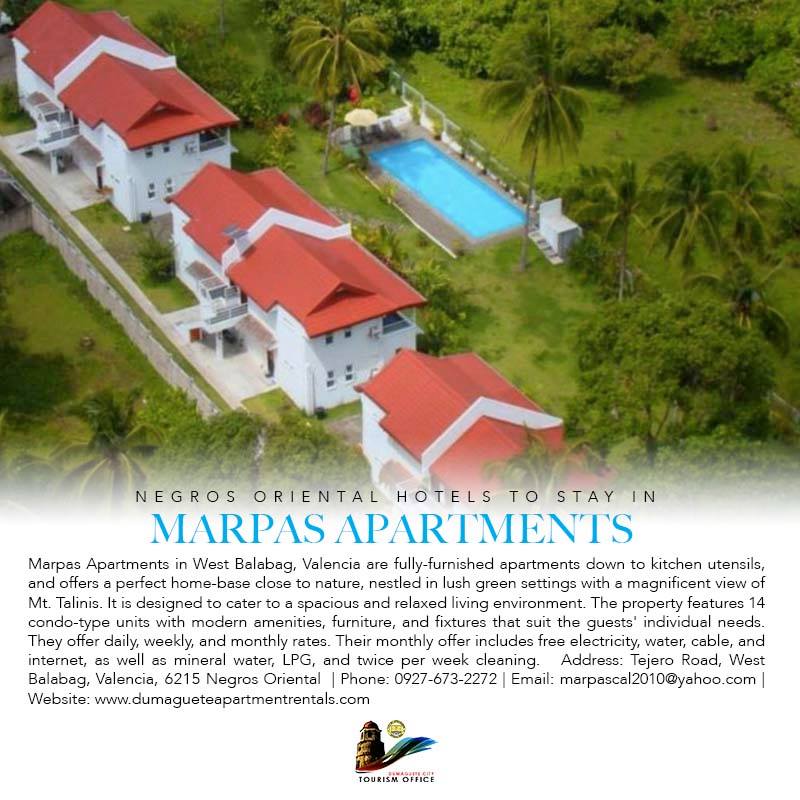 NEGROS ORIENTAL HOTELS TO STAY IN
MARPAS APARTMENTS
Marpas Apartments in West Balabag, Valencia are fully-furnished apartments down to kitchen utensils,
and offers a perfect home-base close to nature, nestled in lush green settings with a magnificent view of
Mt. Talinis. It is designed to cater to a spacious and relaxed living environment. The property features 14
condo-type units with modern amenities, furniture, and fixtures that suit the guests' individual needs.
They offer daily, weekly, and monthly rates. Their monthly offer includes free electricity, water, cable, and
internet, as well as mineral water, LPG, and twice per week cleaning. Address: Tejero Road, West
Balabag, Valencia, 6215 Negros Oriental | Phone: 0927-673-2272 | Email: marpascal2010@yahoo.com |
Website: www.dumagueteapartmentrentals.com
DUMAGUETE CITY
TOURISM OFFICE